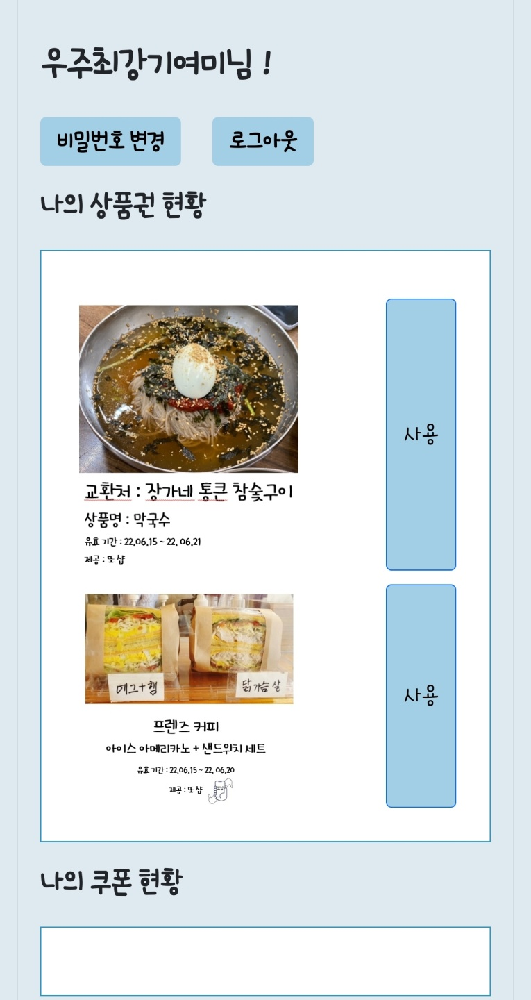 우주최강기여미님 !
비밀번호 변경
로그아웃
나의 상품권 현황
교환처 : 장가네 통큰 참숯구이
상품명 : 막국수
유효 기간 : 22.06.15 ~ 22. 06.21
제공 : 또 샵
사용
에그+햄
닭가슴 살
프렌즈 커피
아이스 아메리카노 + 샌드위치 세트
유효 기간 : 22.06.15 ~ 22. 06.20
제공 : 또 샵
사용
나의 쿠폰 현황